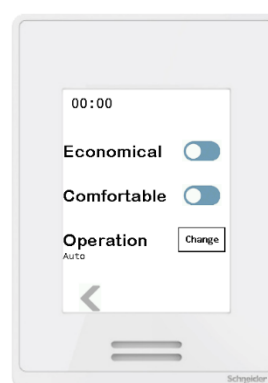 00:00
Economical
Comfortable
Operation
Change
Auto
Schneider